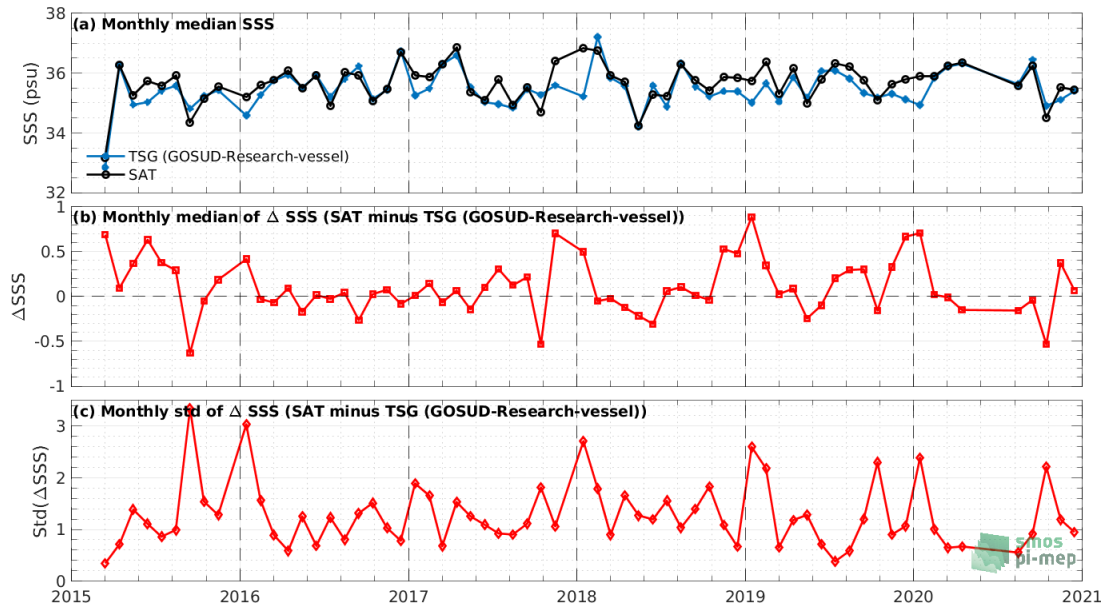 (a) Monthly median SSS
38
36
34
32
SSS (psu)
TSG (GOSUD-Research-vessel)
SAT
(b) Monthly median of Δ SSS (SAT minus TSG (GOSUD-Research-vessel))
1
0.5
0
-0.5
-1
ΔSSS
(c) Monthly std of Δ SSS (SAT minus TSG (GOSUD-Research-vessel))
3
2
1
0
Std(ΔSSS)
smos
pi-mep
2015 2016 2017 2018 2019 2020 2021